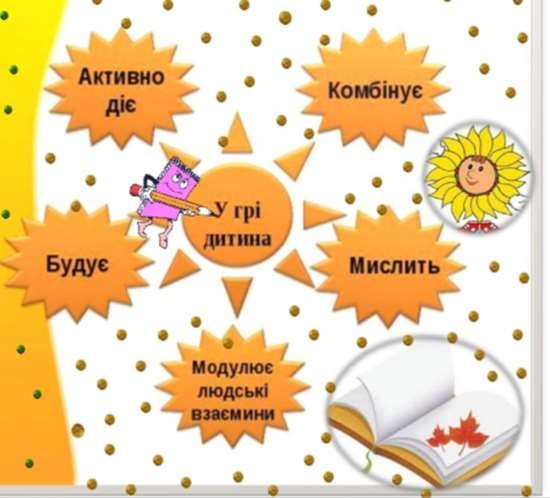 Активно
діє
Комбінує
У грі
дитина
Будує
Мислить
Модулює
людські
взаємини